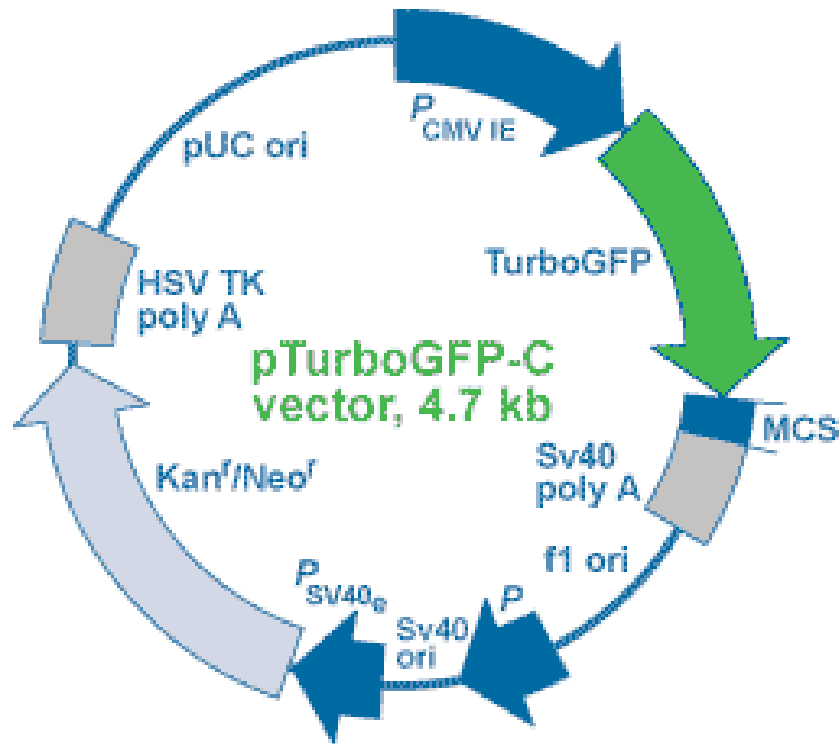 P CMV IE
pUC ori
TurboGFP
HSV TK
poly A
pTurboGFP-C
vector, 4.7 kb
MCS
Sv40
poly A
Kanʳ/Neoʳ
f1 ori
P SV40e
P
Sv40
ori